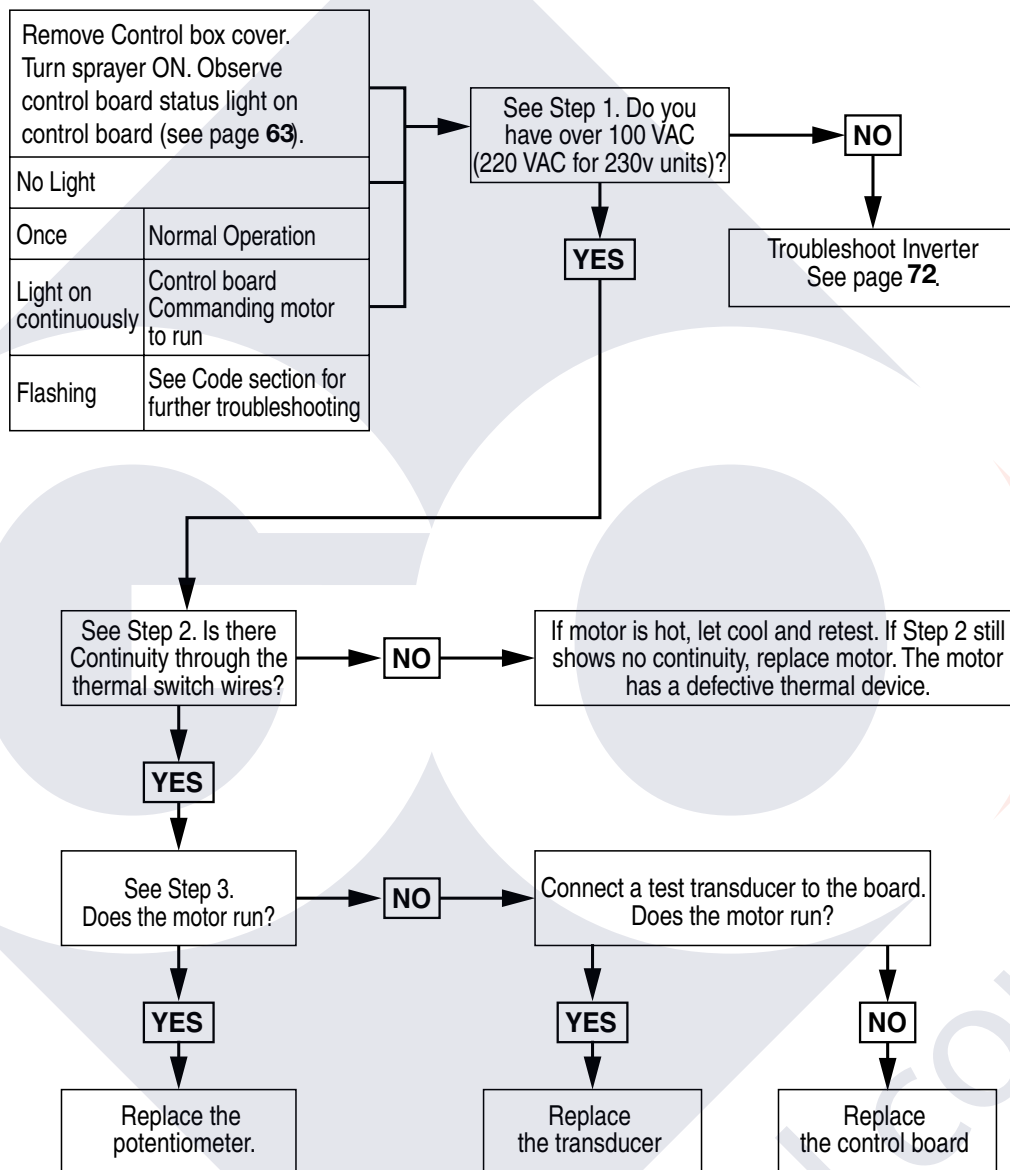 Remove Control box cover.
Turn sprayer ON. Observe
control board status light on
control board (see page 63).
No Light
Once
Normal Operation
Light on
continuously
Control board
Commanding motor
to run
Flashing
See Code section for
further troubleshooting
See Step 1. Do you
have over 100 VAC
(220 VAC for 230v units)?
NO
Troubleshoot Inverter
See page 72.
YES
See Step 2. Is there
Continuity through the
thermal switch wires?
NO
If motor is hot, let cool and retest. If Step 2 still
shows no continuity, replace motor. The motor
has a defective thermal device.
YES
See Step 3.
Does the motor run?
NO
Connect a test transducer to the board.
Does the motor run?
YES
YES
NO
Replace the
potentiometer.
Replace
the transducer
Replace
the control board